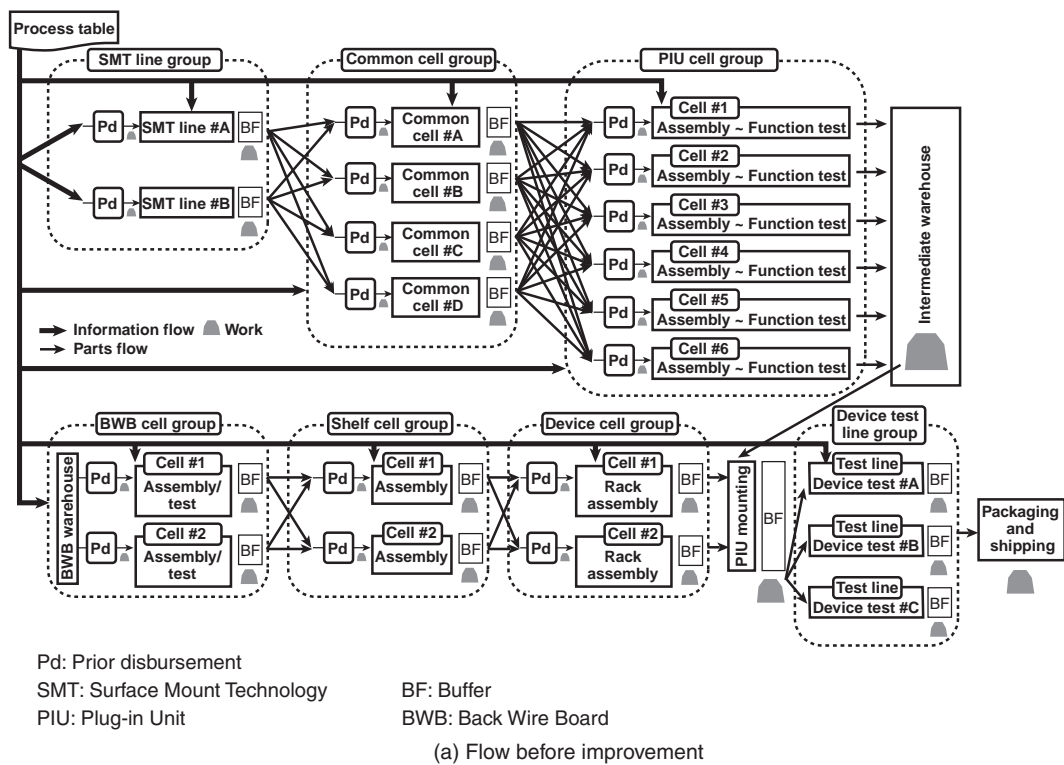 Process table
SMT line group
Common cell group
PIU cell group
Pd
SMT line #A
BF
Pd
SMT line #B
BF
Pd
Common
cell #A
BF
Pd
Common
cell #B
BF
Pd
Common
cell #C
BF
Pd
Common
cell #D
BF
Pd
Cell #1
Assembly ~ Function test
Pd
Cell #2
Assembly ~ Function test
Pd
Cell #3
Assembly ~ Function test
Pd
Cell #4
Assembly ~ Function test
Pd
Cell #5
Assembly ~ Function test
Pd
Cell #6
Assembly ~ Function test
Intermediate warehouse
Information flow
Work
Parts flow
BWB cell group
Shelf cell group
Device cell group
Device test
line group
BWB warehouse
Pd
Cell #1
Assembly/
test
BF
Pd
Cell #2
Assembly/
test
BF
Pd
Cell #1
Assembly
BF
Pd
Cell #2
Assembly
BF
Pd
Cell #1
Rack
assembly
BF
Pd
Cell #2
Rack
assembly
BF
PIU mounting
BF
Test line
Device test #A
BF
Test line
Device test #B
BF
Test line
Device test #C
BF
Packaging
and
shipping
Pd: Prior disbursement
SMT: Surface Mount Technology
BF: Buffer
PIU: Plug-in Unit
BWB: Back Wire Board
(a) Flow before improvement